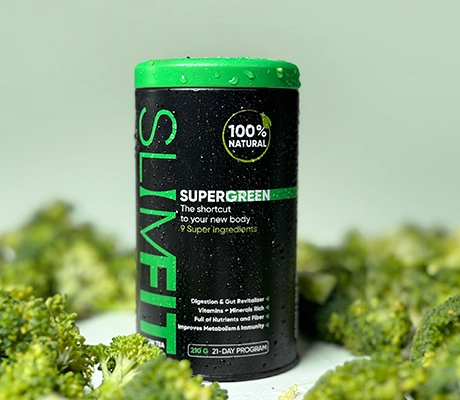 SLIMFIT
100%
NATURAL
SUPERGREEN
The shortcut
to your new body
9 Super ingredients
Digestion & Gut Revitalizer
Vitamins + Minerals Rich
Full of Nutrients and Fiber
Improves Metabolism & Immunity
210 G 21-DAY PROGRAM
TEA